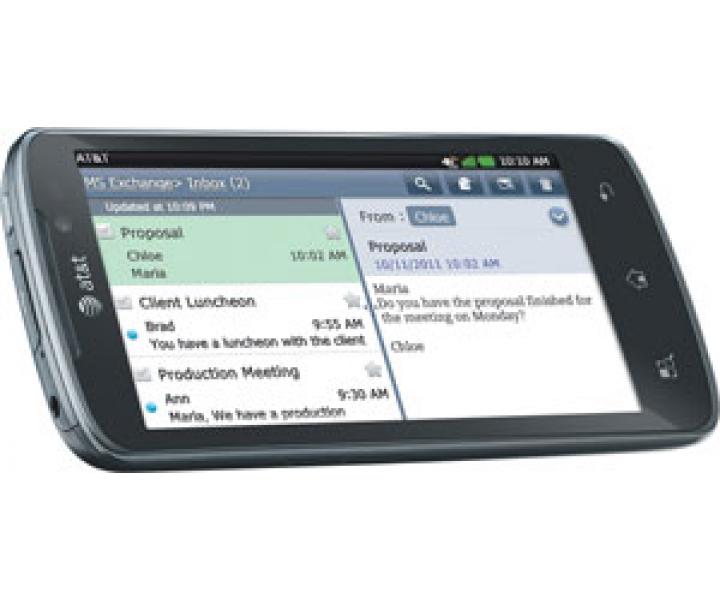 AT&T
10:10 AM
MS Exchange> Inbox (2)
Updated at 10:09 PM
Proposal
Chloe 10:02 AM
Maria
Client Luncheon
Brad 9:55 AM
You have a luncheon with the client
Production Meeting
Ann 9:30 AM
Maria, We have a production
From : Chloe
Proposal
10/11/2011 10:02 AM
Maria
Do you have the proposal finished for
the meeting on Monday?
Chloe
at&t